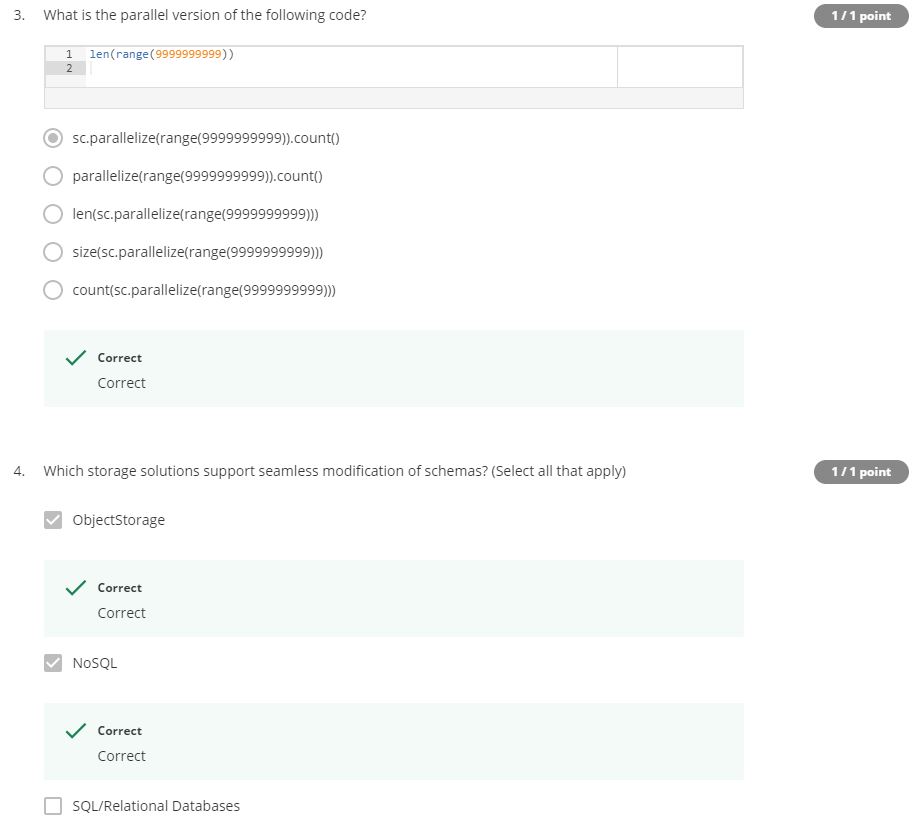 3. What is the parallel version of the following code?
1 / 1 point
1 len(range(9999999999))
2
sc.parallelize(range(9999999999)).count()
parallelize(range(9999999999)).count()
len(sc.parallelize(range(9999999999)))
size(sc.parallelize(range(9999999999)))
count(sc.parallelize(range(9999999999)))
Correct
Correct
4. Which storage solutions support seamless modification of schemas? (Select all that apply)
1 / 1 point
ObjectStorage
Correct
Correct
NoSQL
Correct
Correct
SQL/Relational Databases